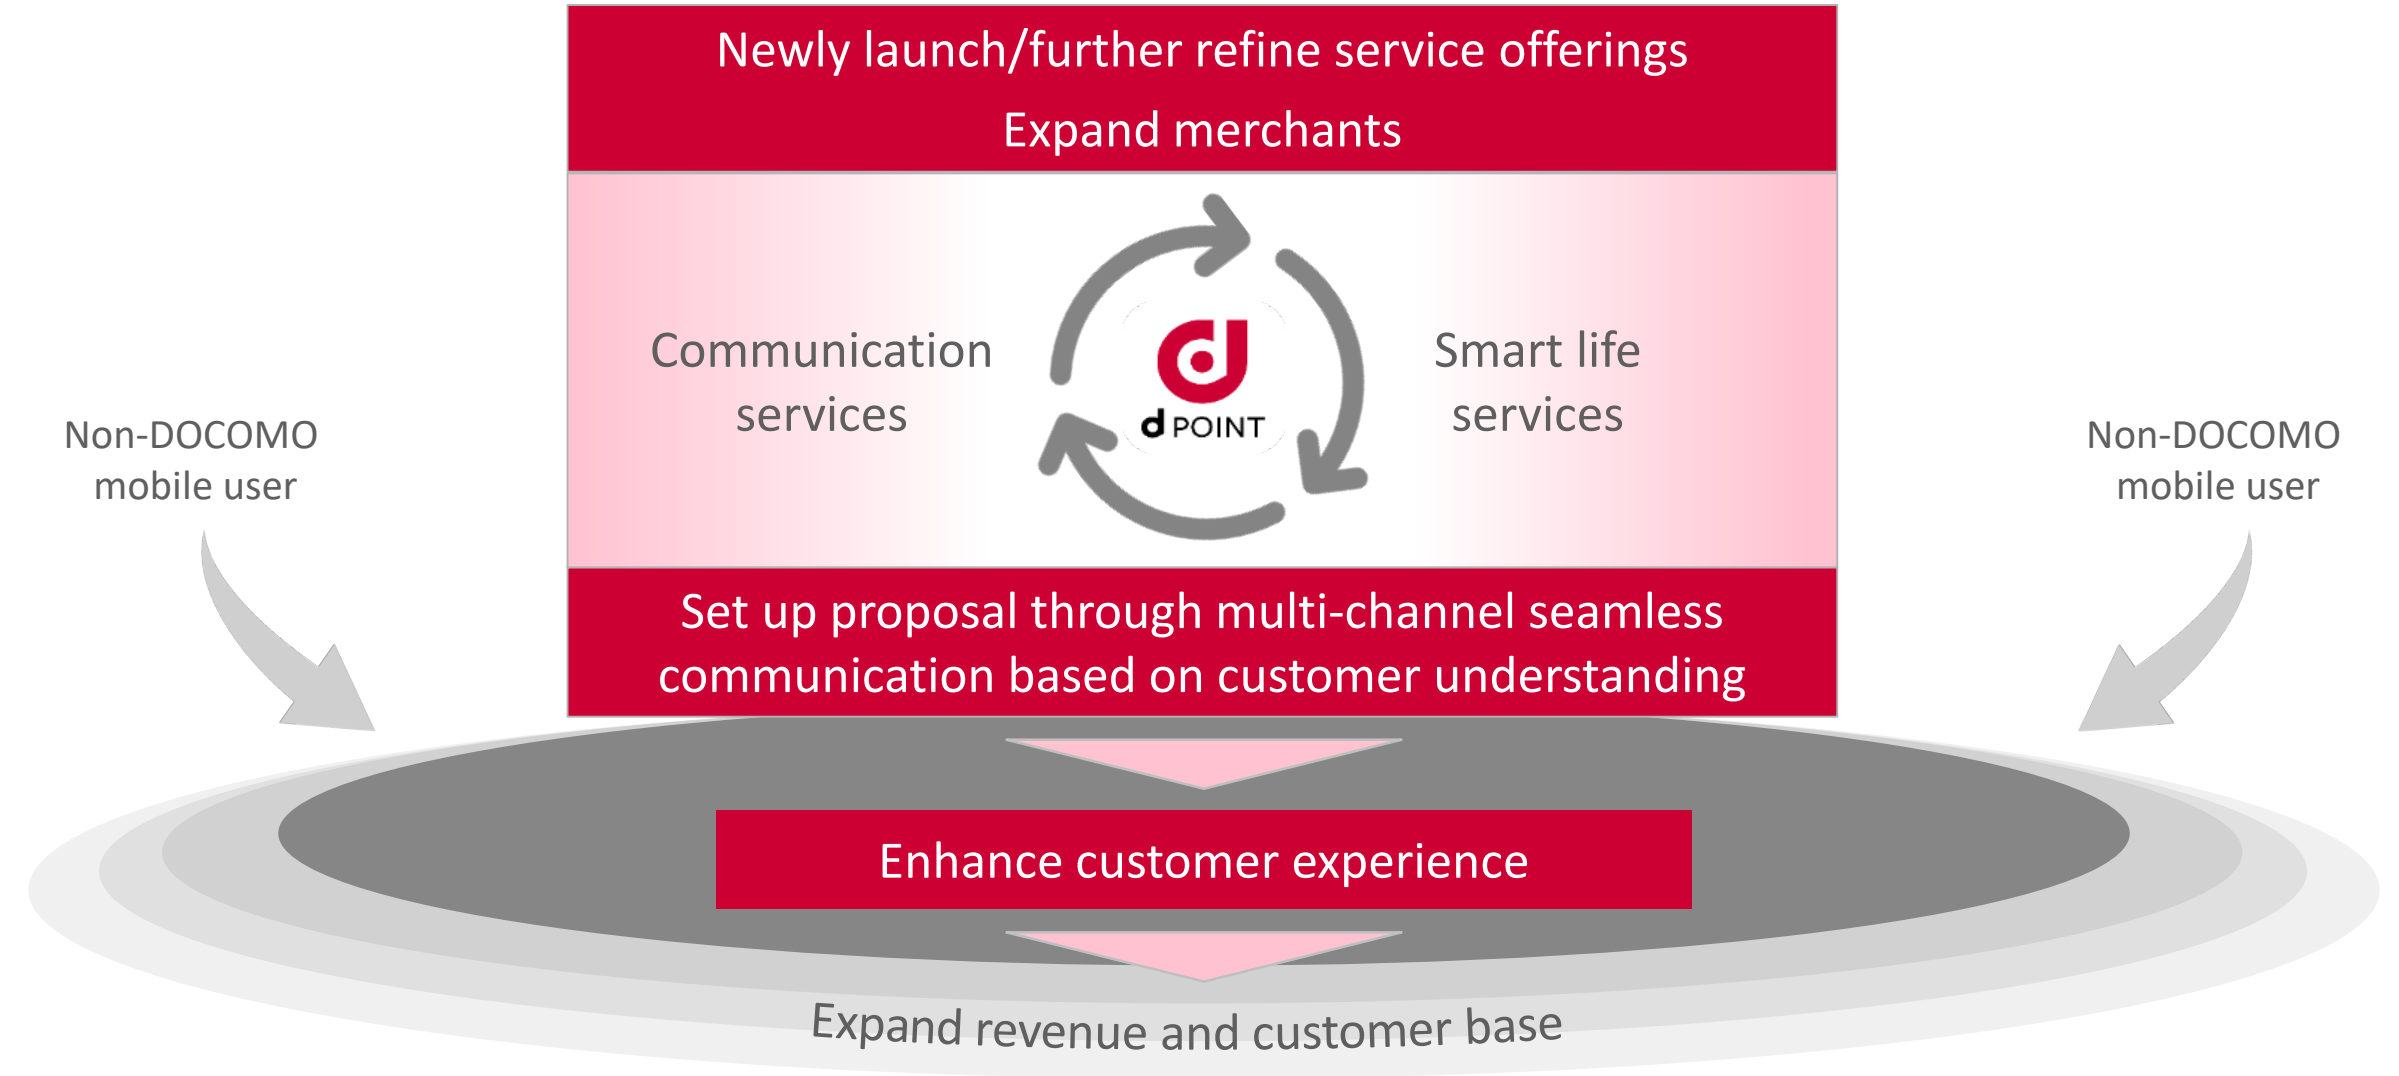 Newly launch/further refine service offerings
Expand merchants
Communication
services
d POINT
Smart life
services
Non-DOCOMO
mobile user
Non-DOCOMO
mobile user
Set up proposal through multi-channel seamless
communication based on customer understanding
Enhance customer experience
Expand revenue and customer base